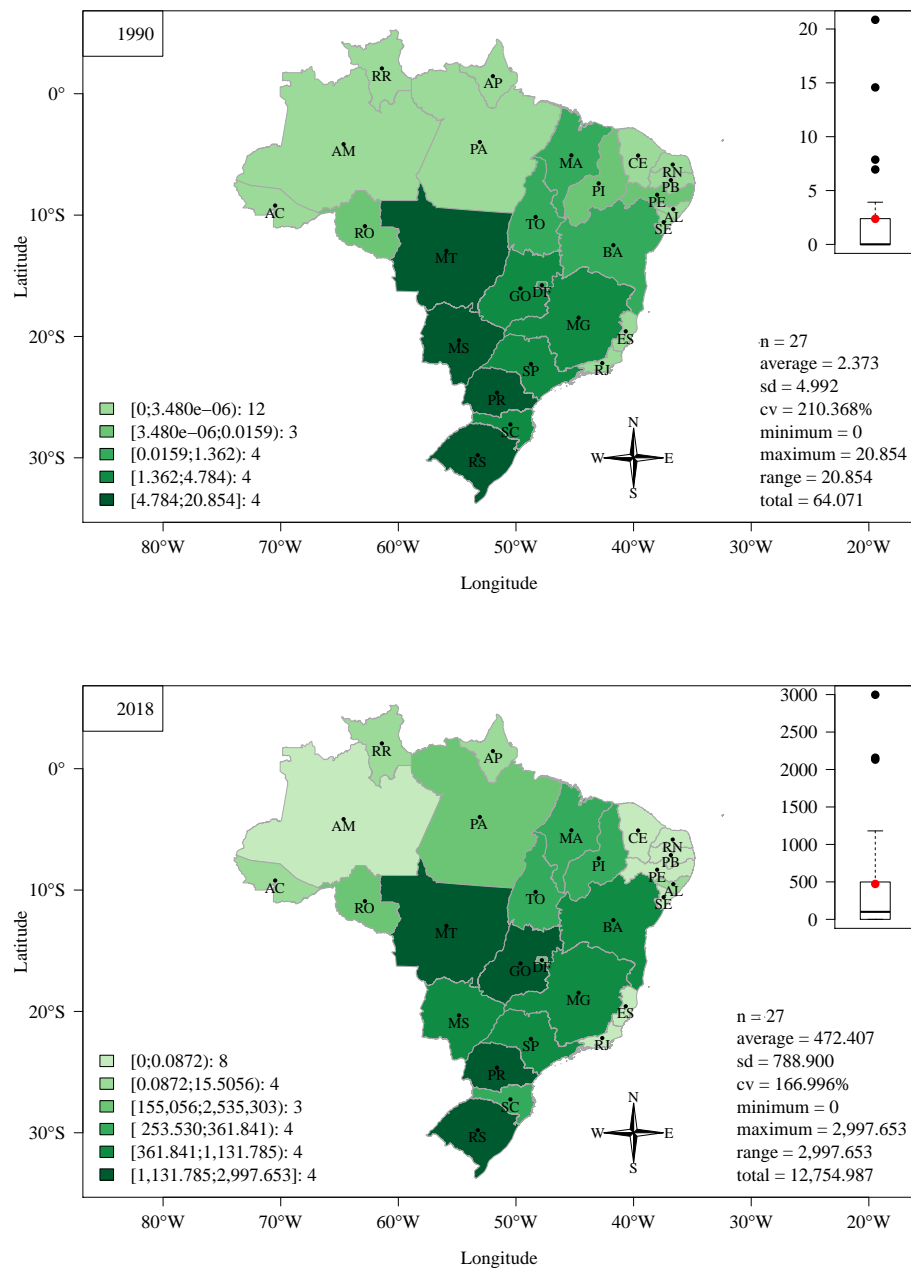 1990
20
15
10
5
0
0°
10°S
20°S
30°S
Latitude
RR
AP
AM
PA
MA
CE
RN
PB
PI
PE
AL
SE
AC
RO
TO
MT
BA
GO
DF
MG
ES
MS
SP
RJ
PR
SC
RS
N
W
E
S
[0;3.480e−06): 12
[3.480e−06;0.0159): 3
[0.0159;1.362): 4
[1.362;4.784): 4
[4.784;20.854]: 4
n = 27
average = 2.373
sd = 4.992
cv = 210.368%
minimum = 0
maximum = 20.854
range = 20.854
total = 64.071
80°W 70°W 60°W 50°W 40°W 30°W 20°W
Longitude
2018
3000
2500
2000
1500
1000
500
0
0°
10°S
20°S
30°S
Latitude
RR
AP
AM
PA
MA
CE
RN
PB
PI
PE
AL
SE
AC
RO
TO
MT
BA
GO
DF
MG
ES
MS
SP
RJ
PR
SC
RS
N
W
E
S
[0;0.0872): 8
[0.0872;15.5056): 4
[155,056;2,535,303): 3
[ 253.530;361.841): 4
[361.841;1,131.785): 4
[1,131.785;2,997.653]: 4
n = 27
average = 472.407
sd = 788.900
cv = 166.996%
minimum = 0
maximum = 2,997.653
range = 2,997.653
total = 12,754.987
80°W 70°W 60°W 50°W 40°W 30°W 20°W
Longitude